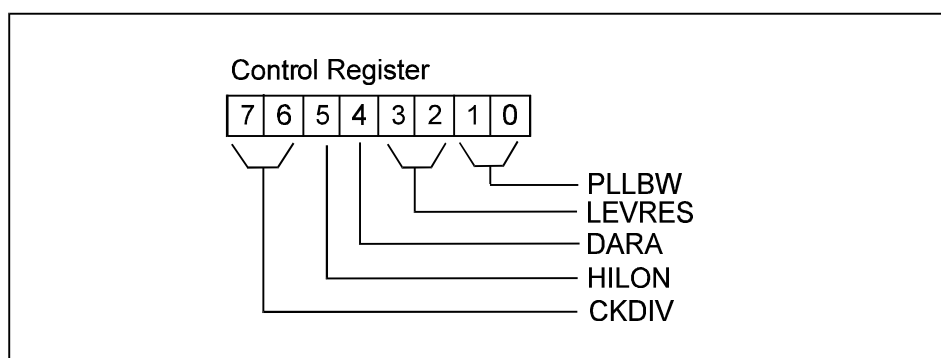 Control Register
7 6 5 4 3 2 1 0
PLLBW
LEVRES
DARA
HILON
CKDIV